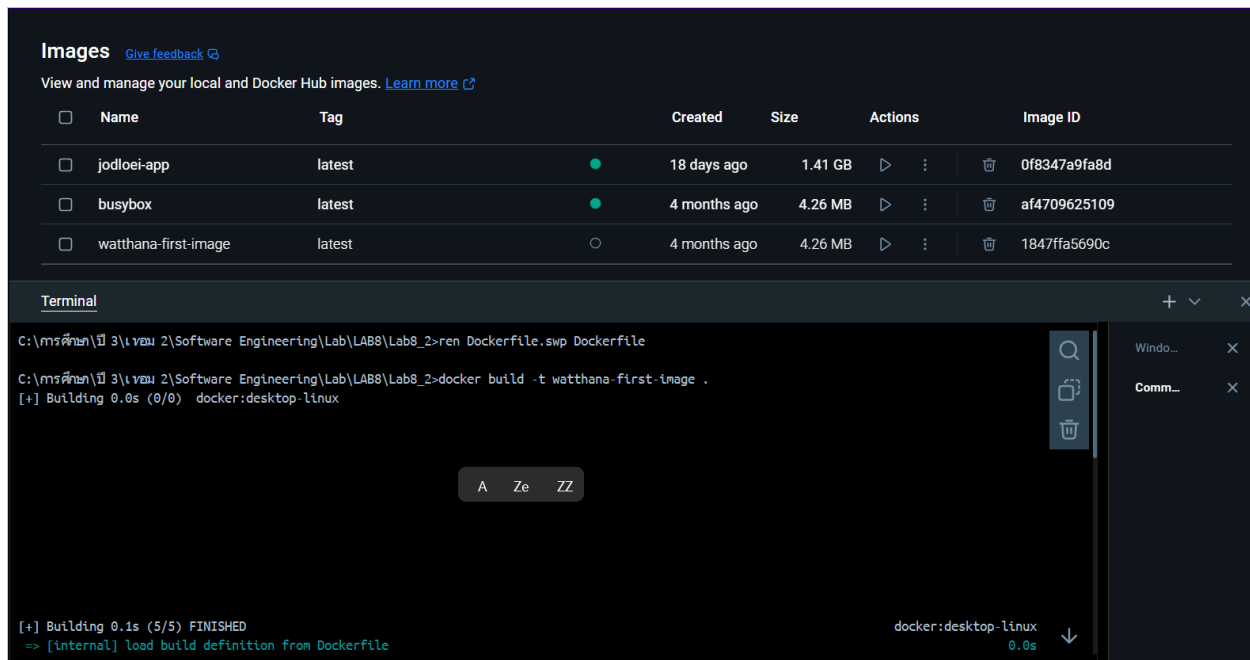 Images Give feedback
View and manage your local and Docker Hub images. Learn more
Name Tag Created Size Actions Image ID
jodloei-app latest 18 days ago 1.41 GB 0f8347a9fa8d
busybox latest 4 months ago 4.26 MB af4709625109
watthana-first-image latest 4 months ago 4.26 MB 1847ffa5690c
Terminal
C:\การศึกษา\ปี 3\เทอม 2\Software Engineering\Lab\LAB8\Lab8_2>ren Dockerfile.swp Dockerfile
Windo...
C:\การศึกษา\ปี 3\เทอม 2\Software Engineering\Lab\LAB8\Lab8_2>docker build -t watthana-first-image .
Comm...
[+] Building 0.0s (0/0) docker:desktop-linux
A Ze ZZ
[+] Building 0.1s (5/5) FINISHED docker:desktop-linux
=> [internal] load build definition from Dockerfile 0.0s